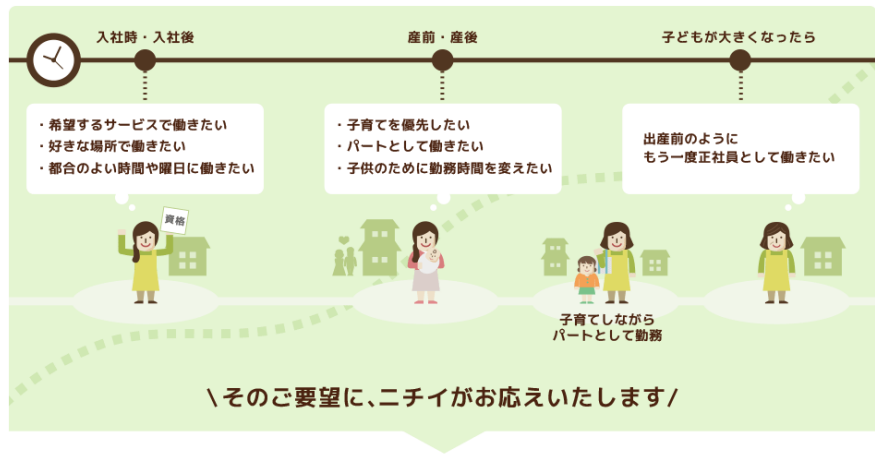 入社時・入社後
産前・産後
子どもが大きくなったら
・希望するサービスで働きたい
・好きな場所で働きたい
・都合のよい時間や曜日に働きたい
・子育てを優先したい
・パートとして働きたい
・子供のために勤務時間を変えたい
出産前のように
もう一度正社員として働きたい
資格
子育てしながら
パートとして勤務
\そのご要望に、ニチイがお応えいたします/